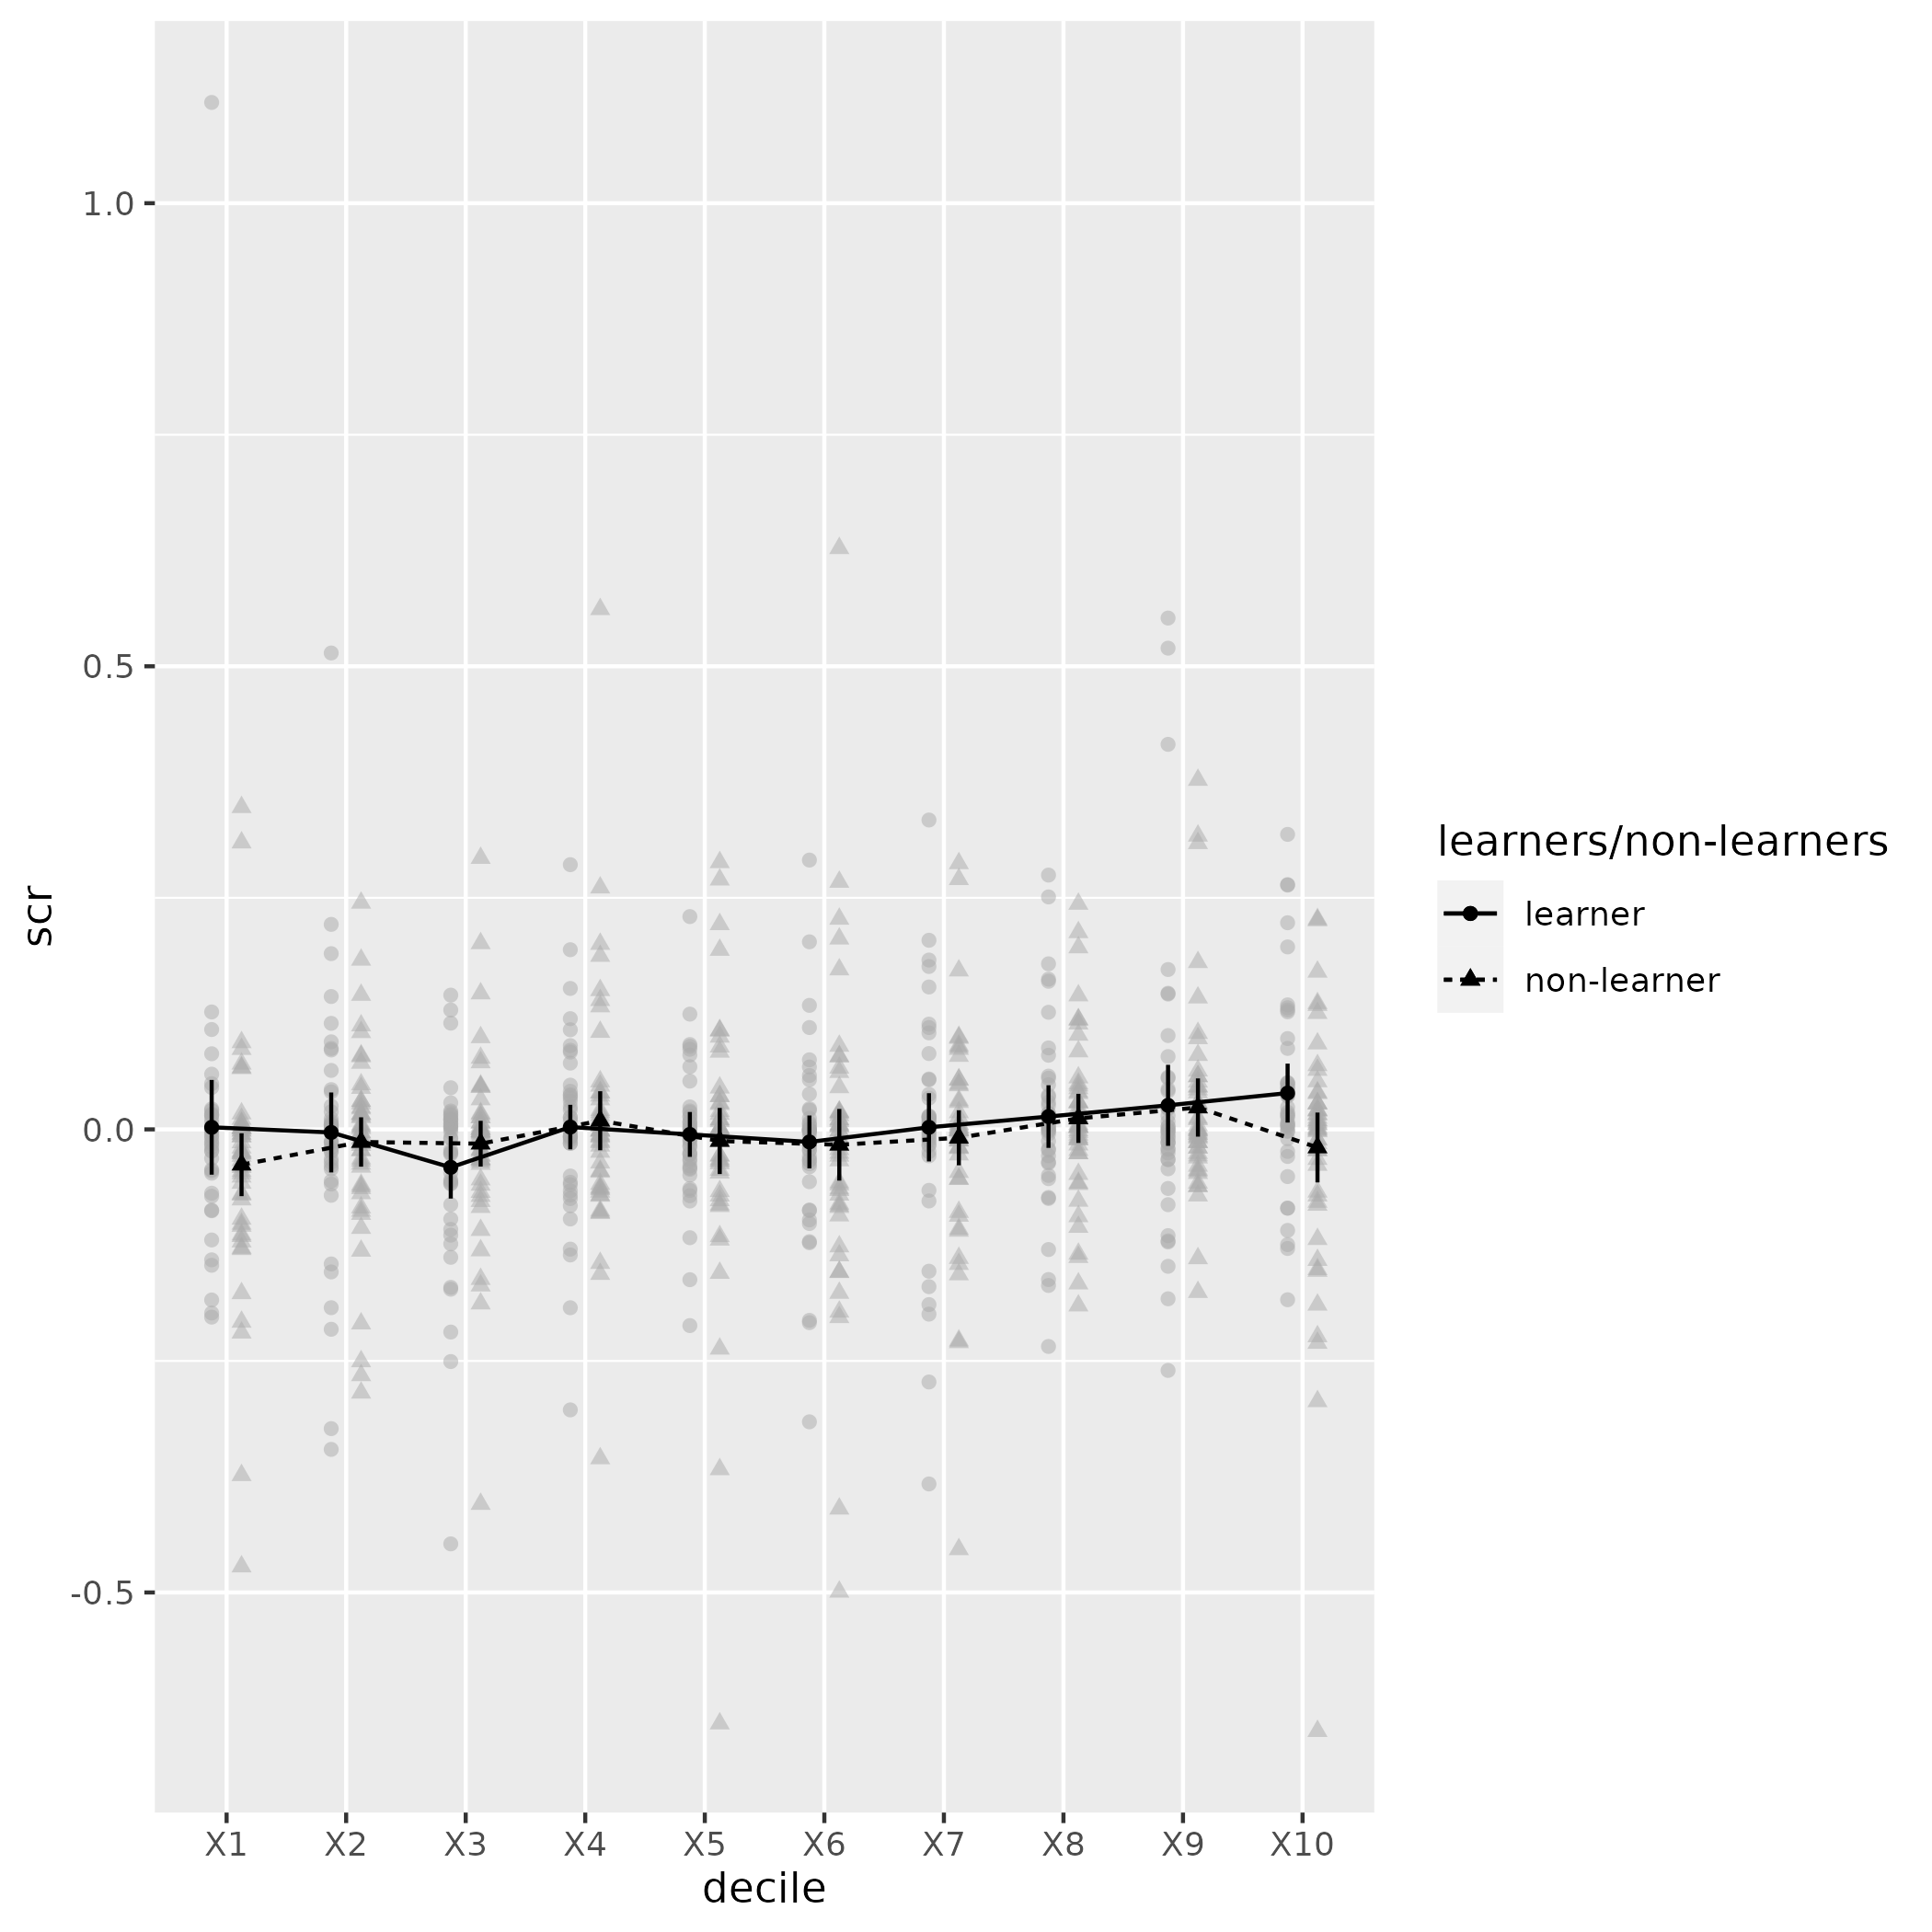 1.0
0.5
0.0
-0.5
scr
X1 X2 X3 X4 X5 X6 X7 X8 X9 X10
decile
learners/non-learners
learner
non-learner